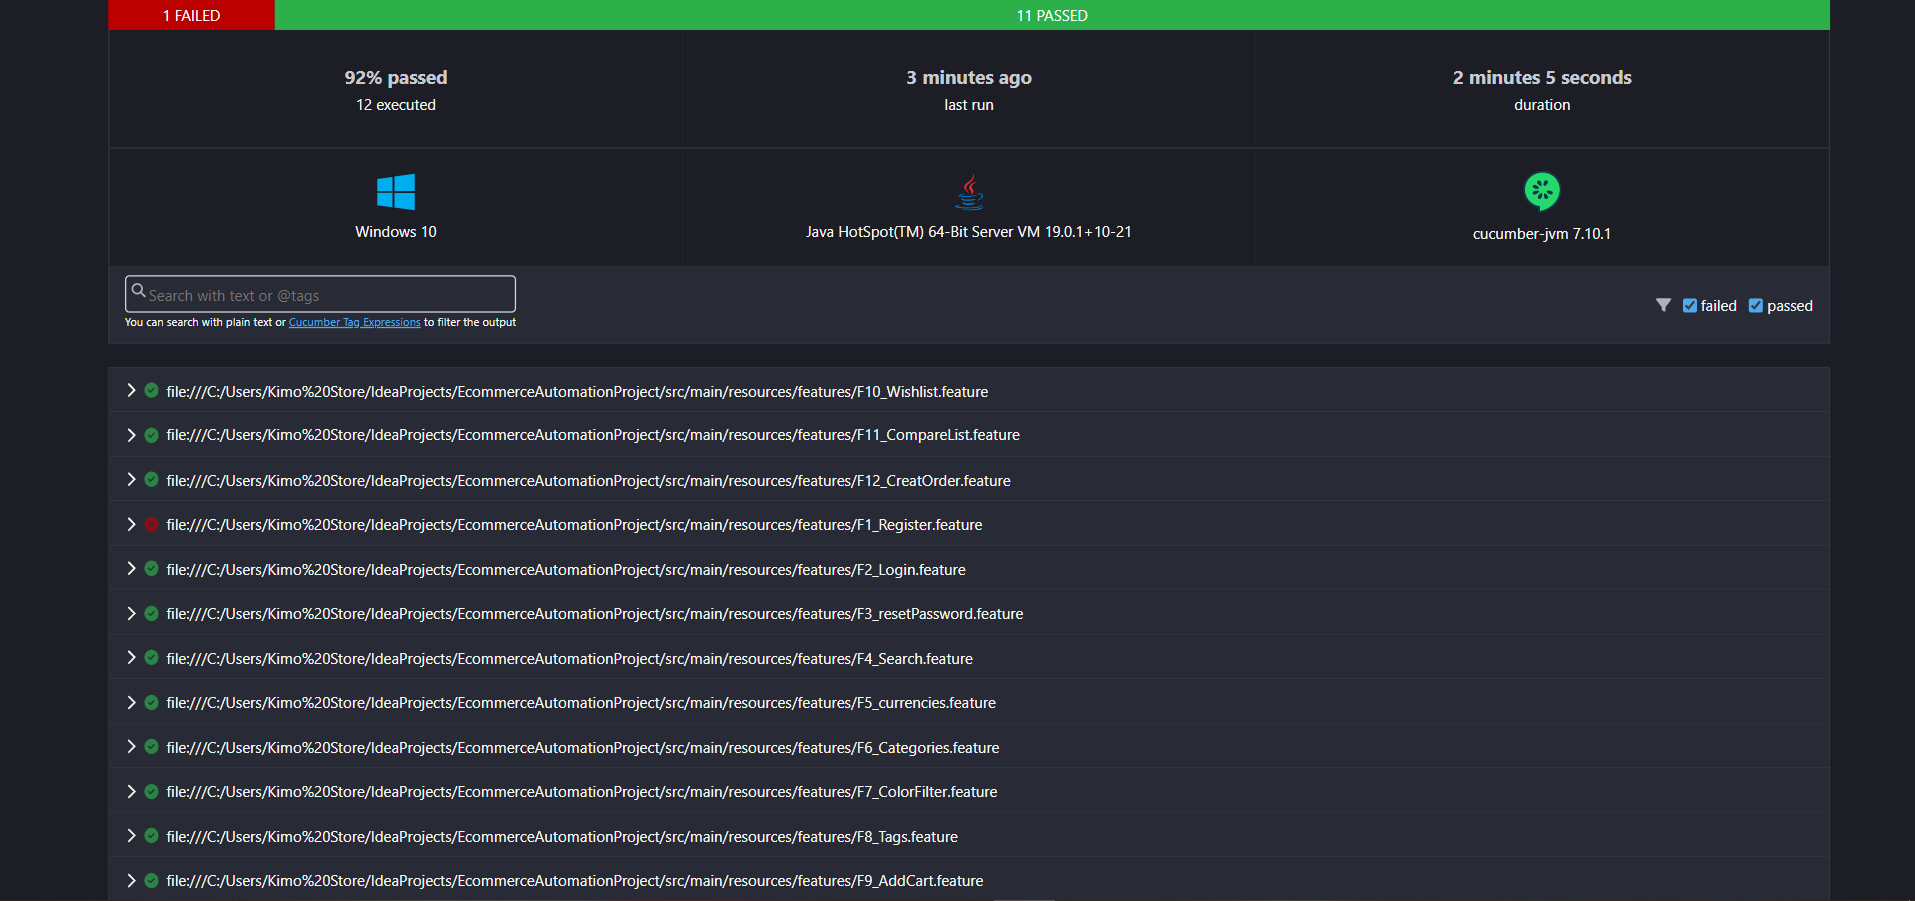 1 FAILED
11 PASSED
92% passed
12 executed
3 minutes ago
last run
2 minutes 5 seconds
duration
Windows 10
Java HotSpot(TM) 64-Bit Server VM 19.0.1+10-21
cucumber-jvm 7.10.1
Search with text or @tags
You can search with plain text or Cucumber Tag Expressions to filter the output
failed
passed
file:///C:/Users/Kimo%20Store/IdeaProjects/EcommerceAutomationProject/src/main/resources/features/F10_Wishlist.feature
file:///C:/Users/Kimo%20Store/IdeaProjects/EcommerceAutomationProject/src/main/resources/features/F11_CompareList.feature
file:///C:/Users/Kimo%20Store/IdeaProjects/EcommerceAutomationProject/src/main/resources/features/F12_CreatOrder.feature
file:///C:/Users/Kimo%20Store/IdeaProjects/EcommerceAutomationProject/src/main/resources/features/F1_Register.feature
file:///C:/Users/Kimo%20Store/IdeaProjects/EcommerceAutomationProject/src/main/resources/features/F2_Login.feature
file:///C:/Users/Kimo%20Store/IdeaProjects/EcommerceAutomationProject/src/main/resources/features/F3_resetPassword.feature
file:///C:/Users/Kimo%20Store/IdeaProjects/EcommerceAutomationProject/src/main/resources/features/F4_Search.feature
file:///C:/Users/Kimo%20Store/IdeaProjects/EcommerceAutomationProject/src/main/resources/features/F5_currencies.feature
file:///C:/Users/Kimo%20Store/IdeaProjects/EcommerceAutomationProject/src/main/resources/features/F6_Categories.feature
file:///C:/Users/Kimo%20Store/IdeaProjects/EcommerceAutomationProject/src/main/resources/features/F7_ColorFilter.feature
file:///C:/Users/Kimo%20Store/IdeaProjects/EcommerceAutomationProject/src/main/resources/features/F8_Tags.feature
file:///C:/Users/Kimo%20Store/IdeaProjects/EcommerceAutomationProject/src/main/resources/features/F9_AddCart.feature